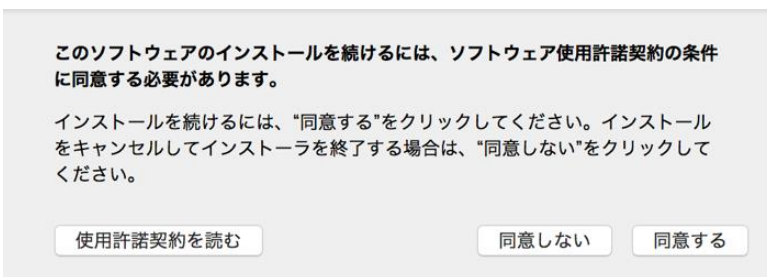 このソフトウェアのインストールを続けるには、ソフトウェア使用許諾契約の条件
に同意する必要があります。
インストールを続けるには、“同意する”をクリックしてください。インストール
をキャンセルしてインストーラを終了する場合は、“同意しない”をクリックして
ください。
使用許諾契約を読む 同意しない 同意する